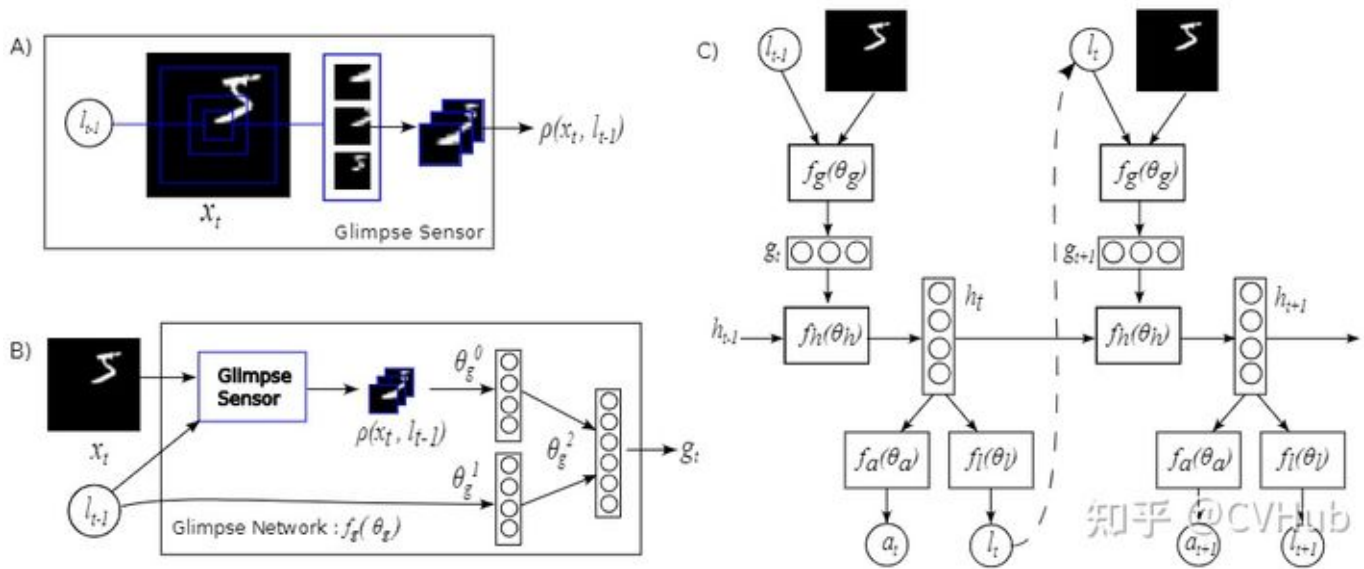 A)
l_{t-1}
x_t
ρ(x_t, l_{t-1})
Glimpse Sensor
B)
x_t
l_{t-1}
Glimpse
Sensor
ρ(x_t, l_{t-1})
θ_g^0
θ_g^1
θ_g^2
g_t
Glimpse Network : f_g(θ_g)
C)
l_{t-1}
l_t
f_g(θ_g)
f_g(θ_g)
g_t
g_{t+1}
h_{t-1}
f_h(θ_h)
h_t
f_h(θ_h)
h_{t+1}
f_a(θ_a)
f_l(θ_l)
f_a(θ_a)
f_l(θ_l)
a_t
l_t
a_{t+1}
l_{t+1}
知乎 @CVHub